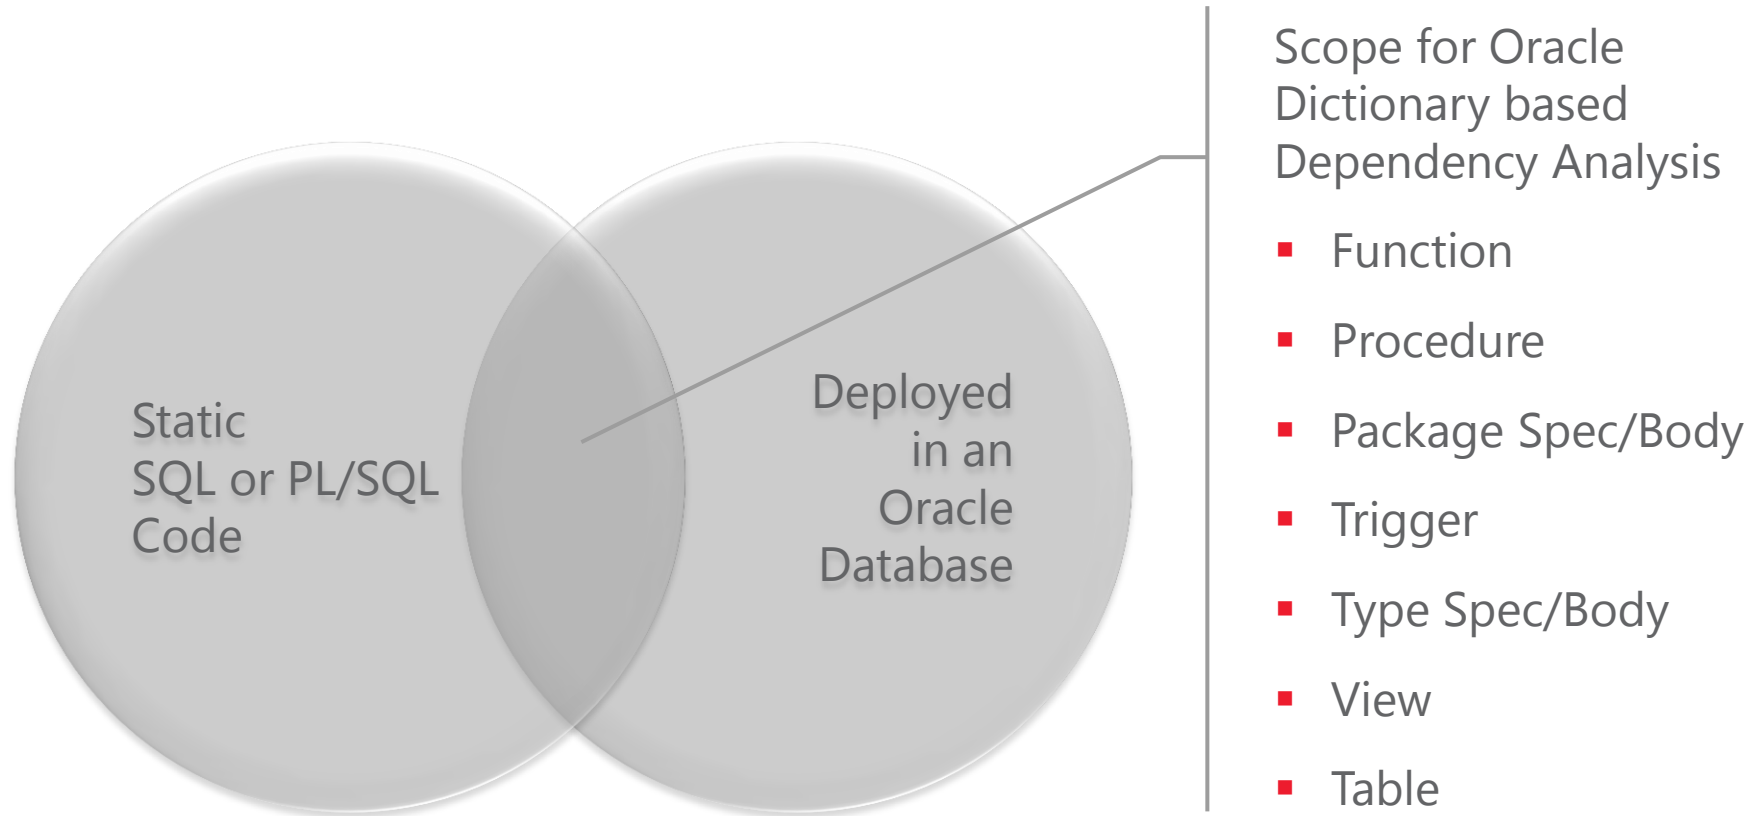 Static
SQL or PL/SQL
Code
Deployed
in an
Oracle
Database
Scope for Oracle
Dictionary based
Dependency Analysis
Function
Procedure
Package Spec/Body
Trigger
Type Spec/Body
View
Table